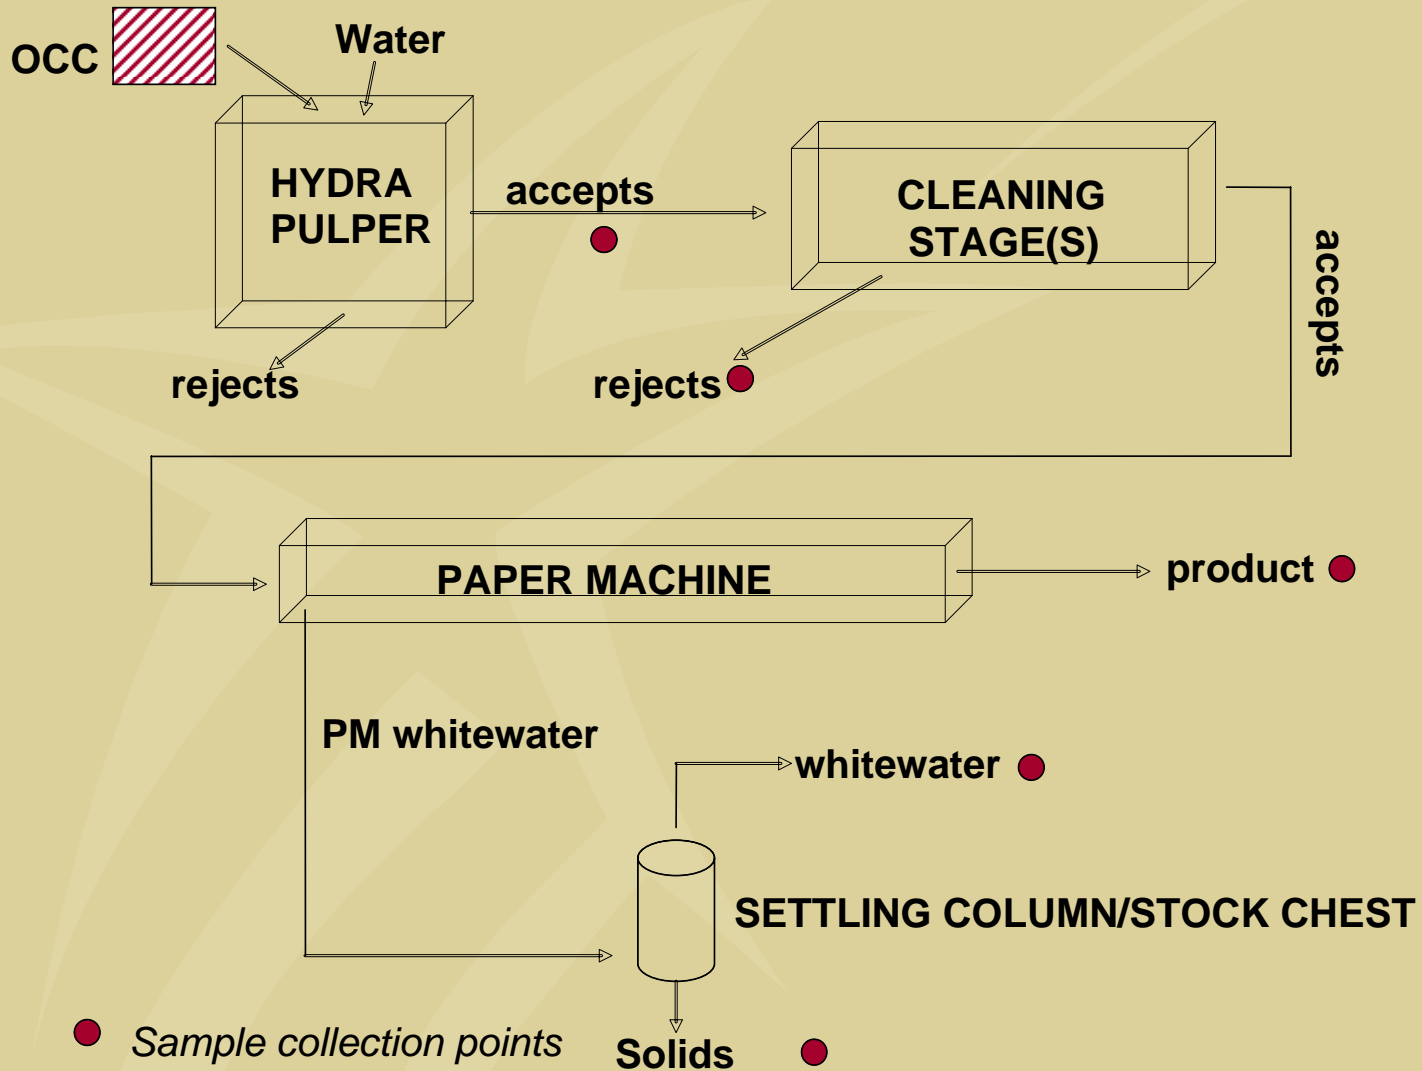 OCC
Water
HYDRA
PULPER
accepts
CLEANING
STAGE(S)
accepts
rejects
rejects
PAPER MACHINE
product
PM whitewater
whitewater
SETTLING COLUMN/STOCK CHEST
Sample collection points
Solids